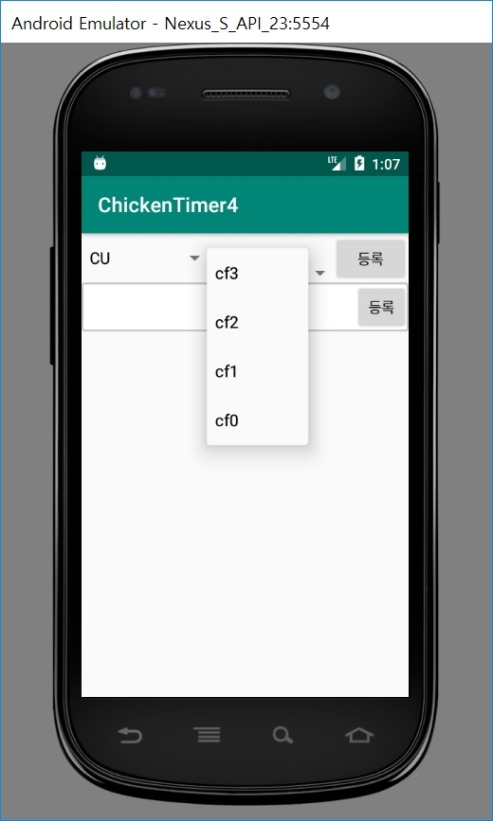 Android Emulator - Nexus_S_API_23:5554
LTE 1:07
ChickenTimer4
CU
등록
cf3
등록
cf2
cf1
cf0